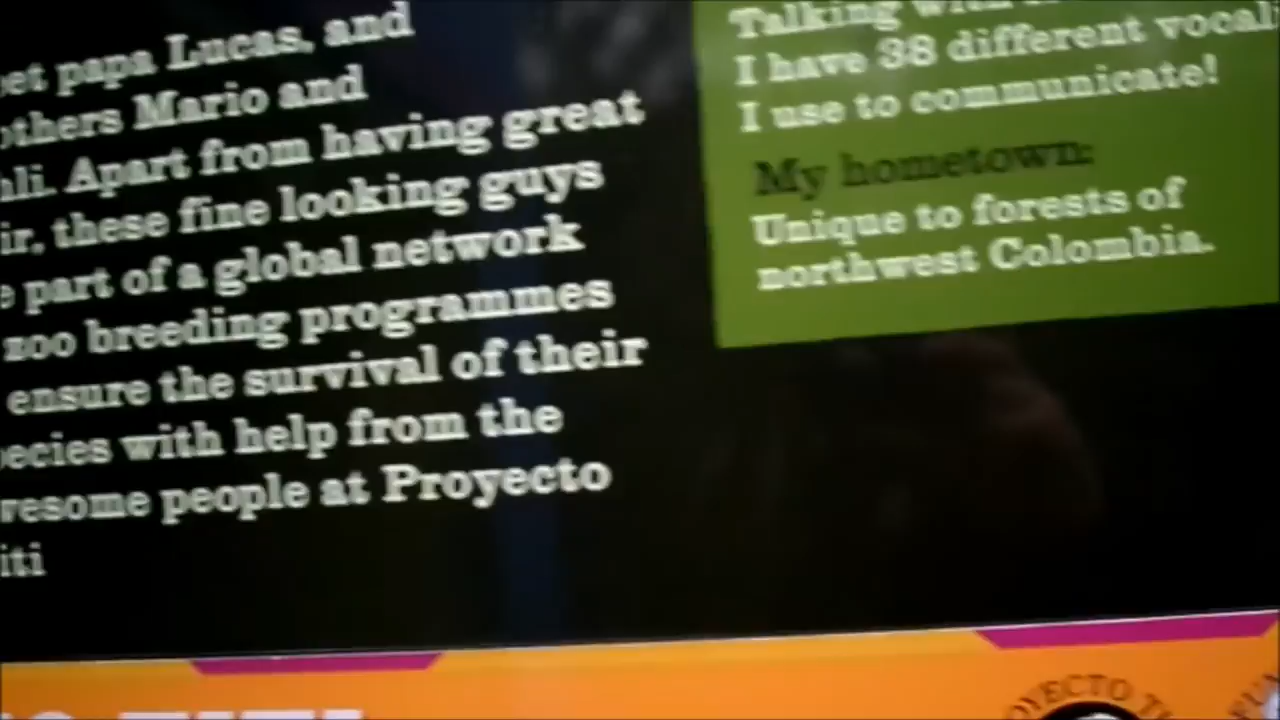 papa Lucas, and
Mario and
Apart from having great
these fine looking guys
part of a global network
zoo breeding programmes
ensure the survival of their
with help from the
people at Proyecto
Talking
I have 38 different
I use to communicate!
My hometown:
Unique to forests of
northwest Colombia.